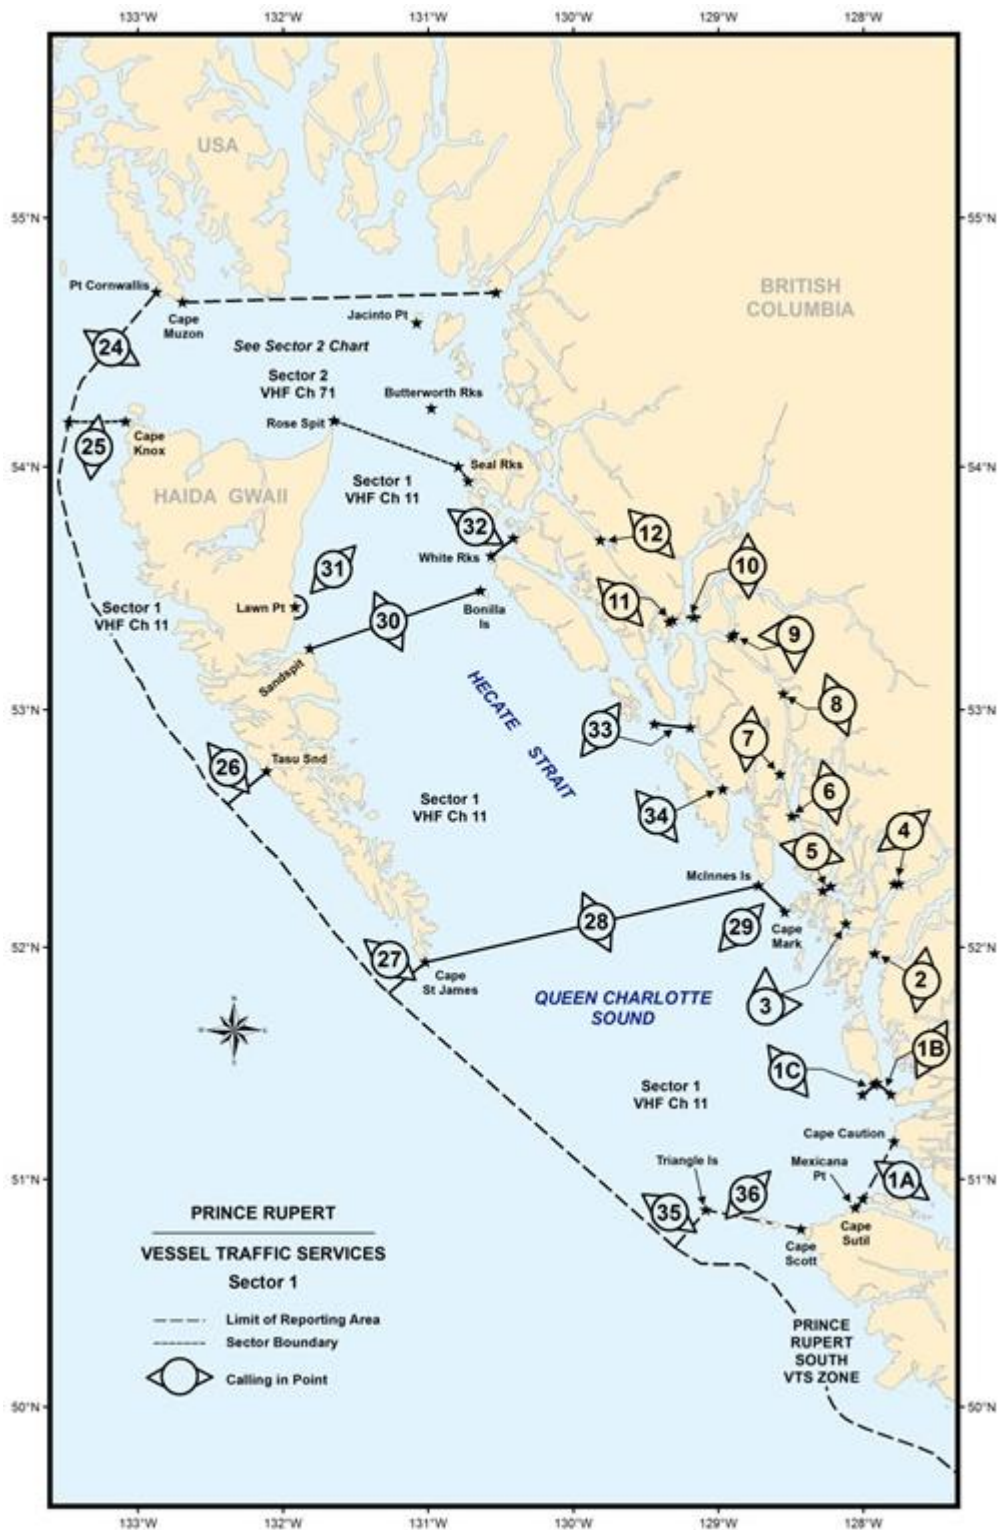 133°W 132°W 131°W 130°W 129°W 128°W
USA
55°N 55°N
BRITISH
COLUMBIA
Pt Cornwallis
Cape
Muzon
Jacinto Pt
24
See Sector 2 Chart
Sector 2
VHF Ch 71
Butterworth Rks
Rose Spit
25
Cape
Knox
54°N 54°N
Seal Rks
Sector 1
VHF Ch 11
HAIDA GWAII
32
12
White Rks
31
10
11
Lawn Pt
Sector 1
VHF Ch 11
30
Bonilla
Is
9
Sandspit
HECATE STRAIT
8
53°N 53°N
33
7
26
Tasu Snd
6
Sector 1
VHF Ch 11
34
4
5
McInnes Is
28
29
Cape
Mark
52°N 52°N
27
Cape
St James
2
QUEEN CHARLOTTE
SOUND
3
1B
1C
Sector 1
VHF Ch 11
Cape Caution
Triangle Is
Mexicana
Pt
51°N 51°N
1A
36
35
Cape
Sutil
Cape
Scott
PRINCE RUPERT
VESSEL TRAFFIC SERVICES
Sector 1
Limit of Reporting Area
Sector Boundary
Calling in Point
PRINCE
RUPERT
SOUTH
VTS ZONE
50°N 50°N
133°W 132°W 131°W 130°W 129°W 128°W